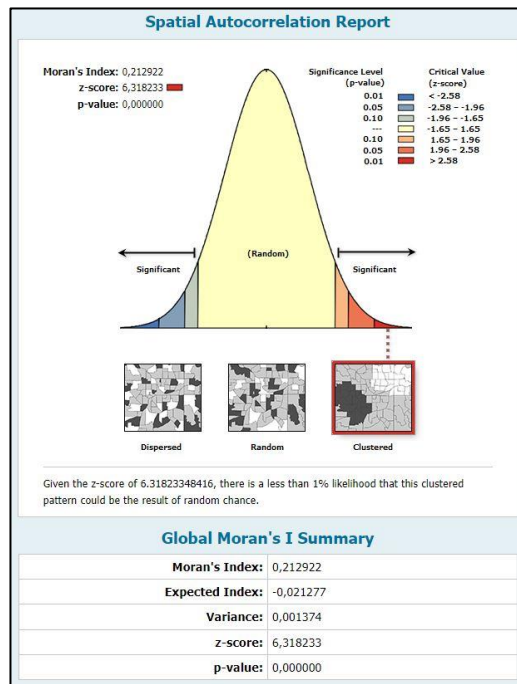 Spatial Autocorrelation Report
Moran's Index: 0,212922
z-score: 6,318233
p-value: 0,000000
Significance Level
(p-value)
Critical Value
(z-score)
0.01 < -2.58
0.05 -2.58 – -1.96
0.10 -1.96 – -1.65
--- -1.65 – 1.65
0.10 1.65 – 1.96
0.05 1.96 – 2.58
0.01 > 2.58
Significant
(Random)
Significant
Dispersed
Random
Clustered
Given the z-score of 6.31823348416, there is a less than 1% likelihood that this clustered
pattern could be the result of random chance.
Global Moran's I Summary
Moran's Index: 0,212922
Expected Index: -0,021277
Variance: 0,001374
z-score: 6,318233
p-value: 0,000000